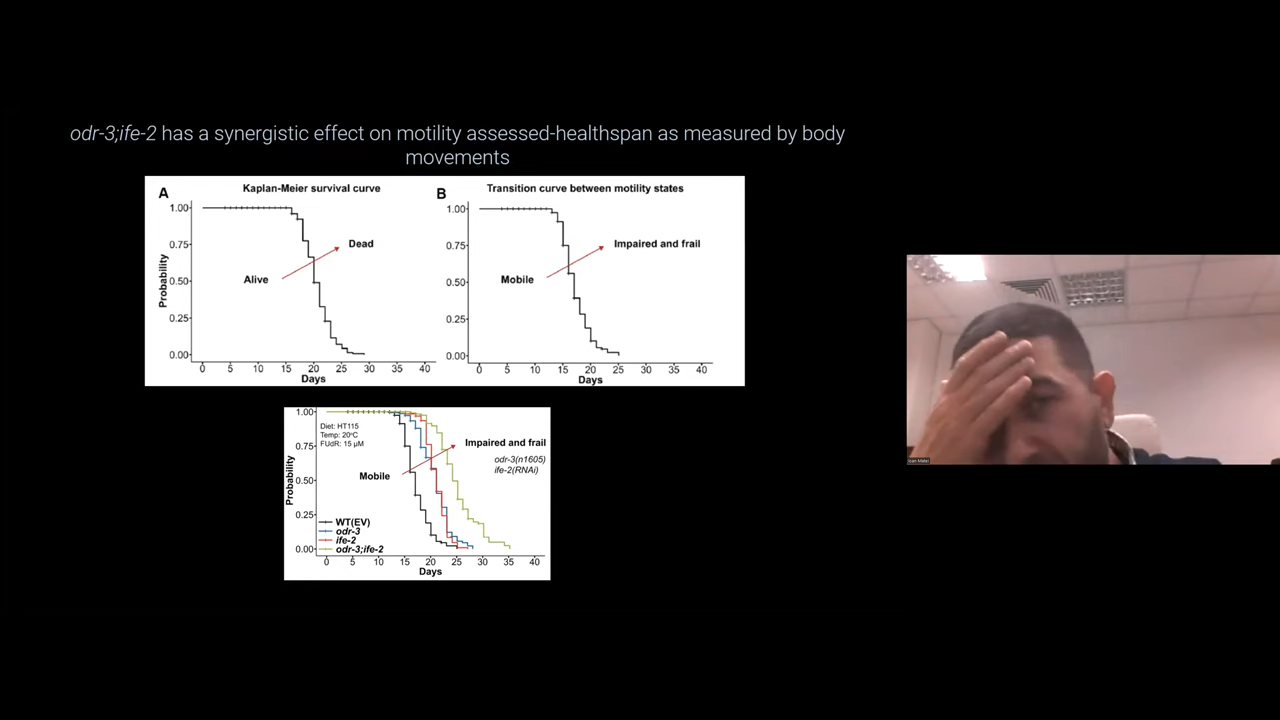 odr-3;ife-2 has a synergistic effect on motility assessed-healthspan as measured by body
movements
A
Kaplan-Meier survival curve
1.00
0.75
0.50
0.25
0.00
Probability
Alive
Dead
0 5 10 15 20 25 30 35 40
Days
B
Transition curve between motility states
1.00
0.75
0.50
0.25
0.00
Mobile
Impaired and frail
0 5 10 15 20 25 30 35 40
Days
1.00
0.75
0.50
0.25
0.00
Probability
Diet: HT115
Temp: 20°C
FUdR: 15 µM
Mobile
Impaired and frail
odr-3(n1605)
ife-2(RNAi)
WT(EV)
odr-3
ife-2
odr-3;ife-2
0 5 10 15 20 25 30 35 40
Days